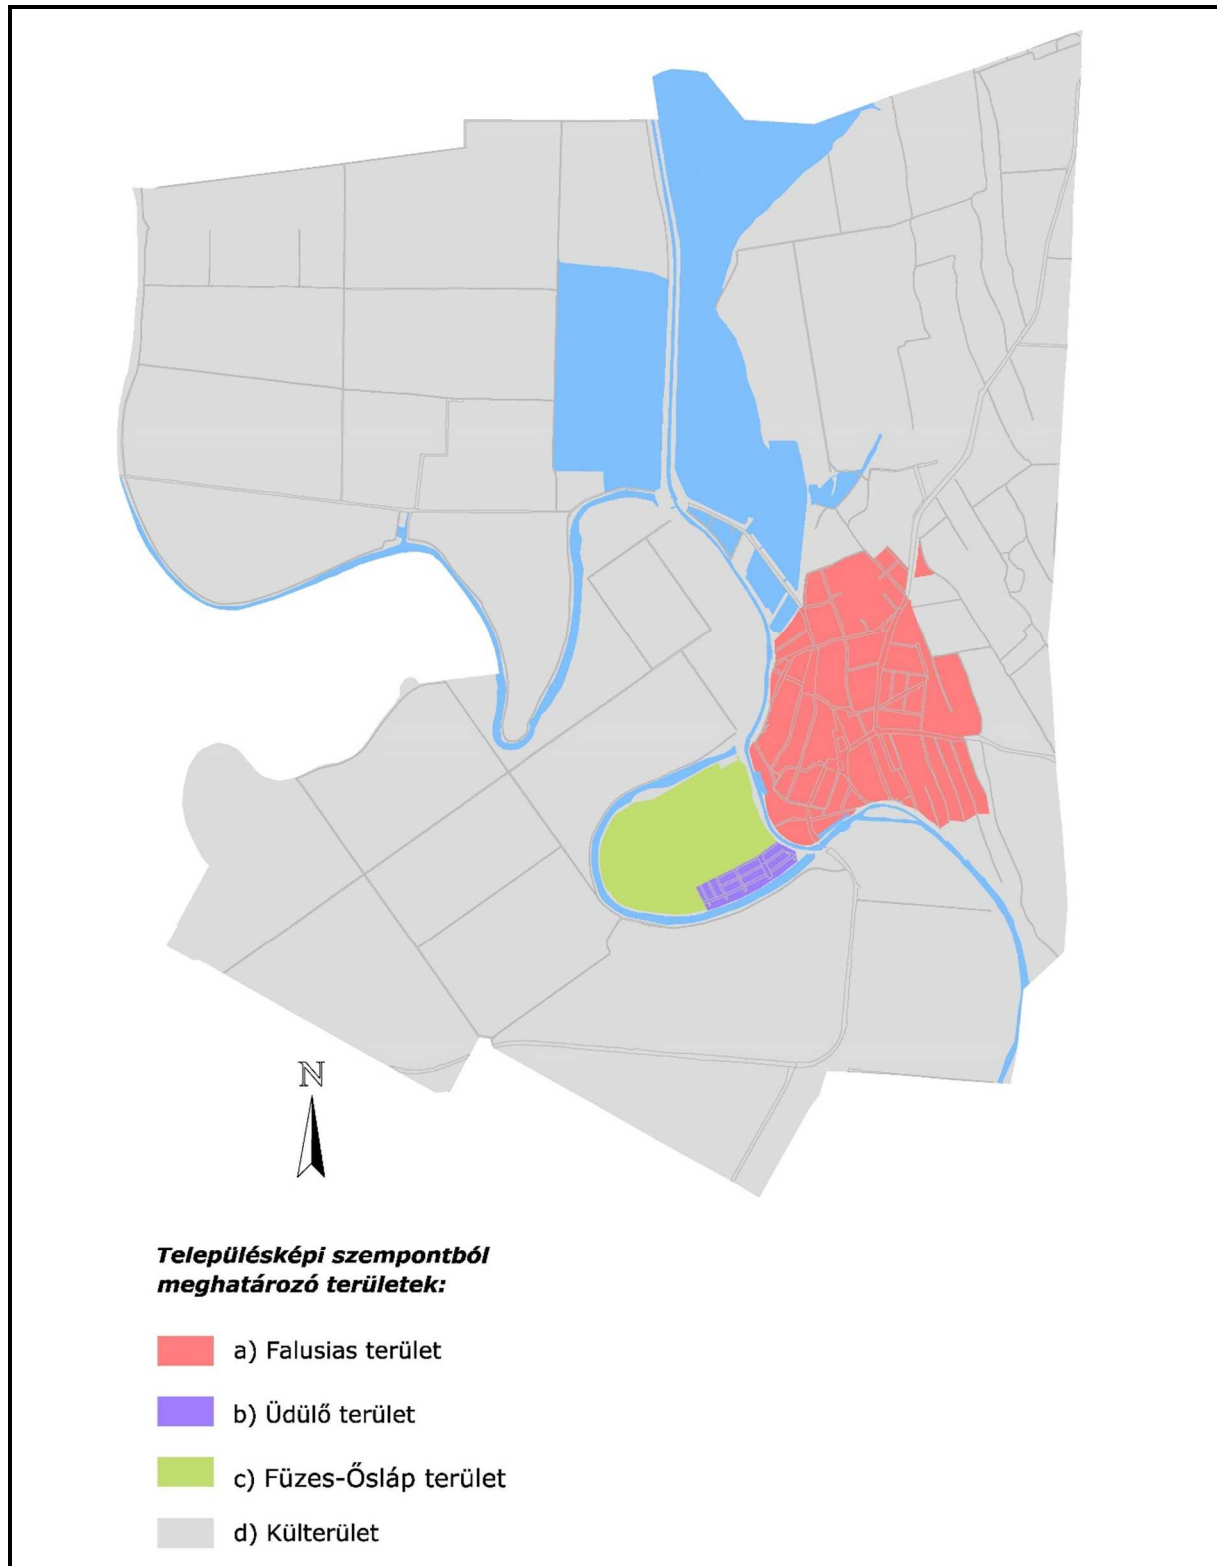 N
Településképi szempontból
meghatározó területek:
a) Falusias terület
b) Üdülő terület
c) Füzes-Ősláp terület
d) Külterület